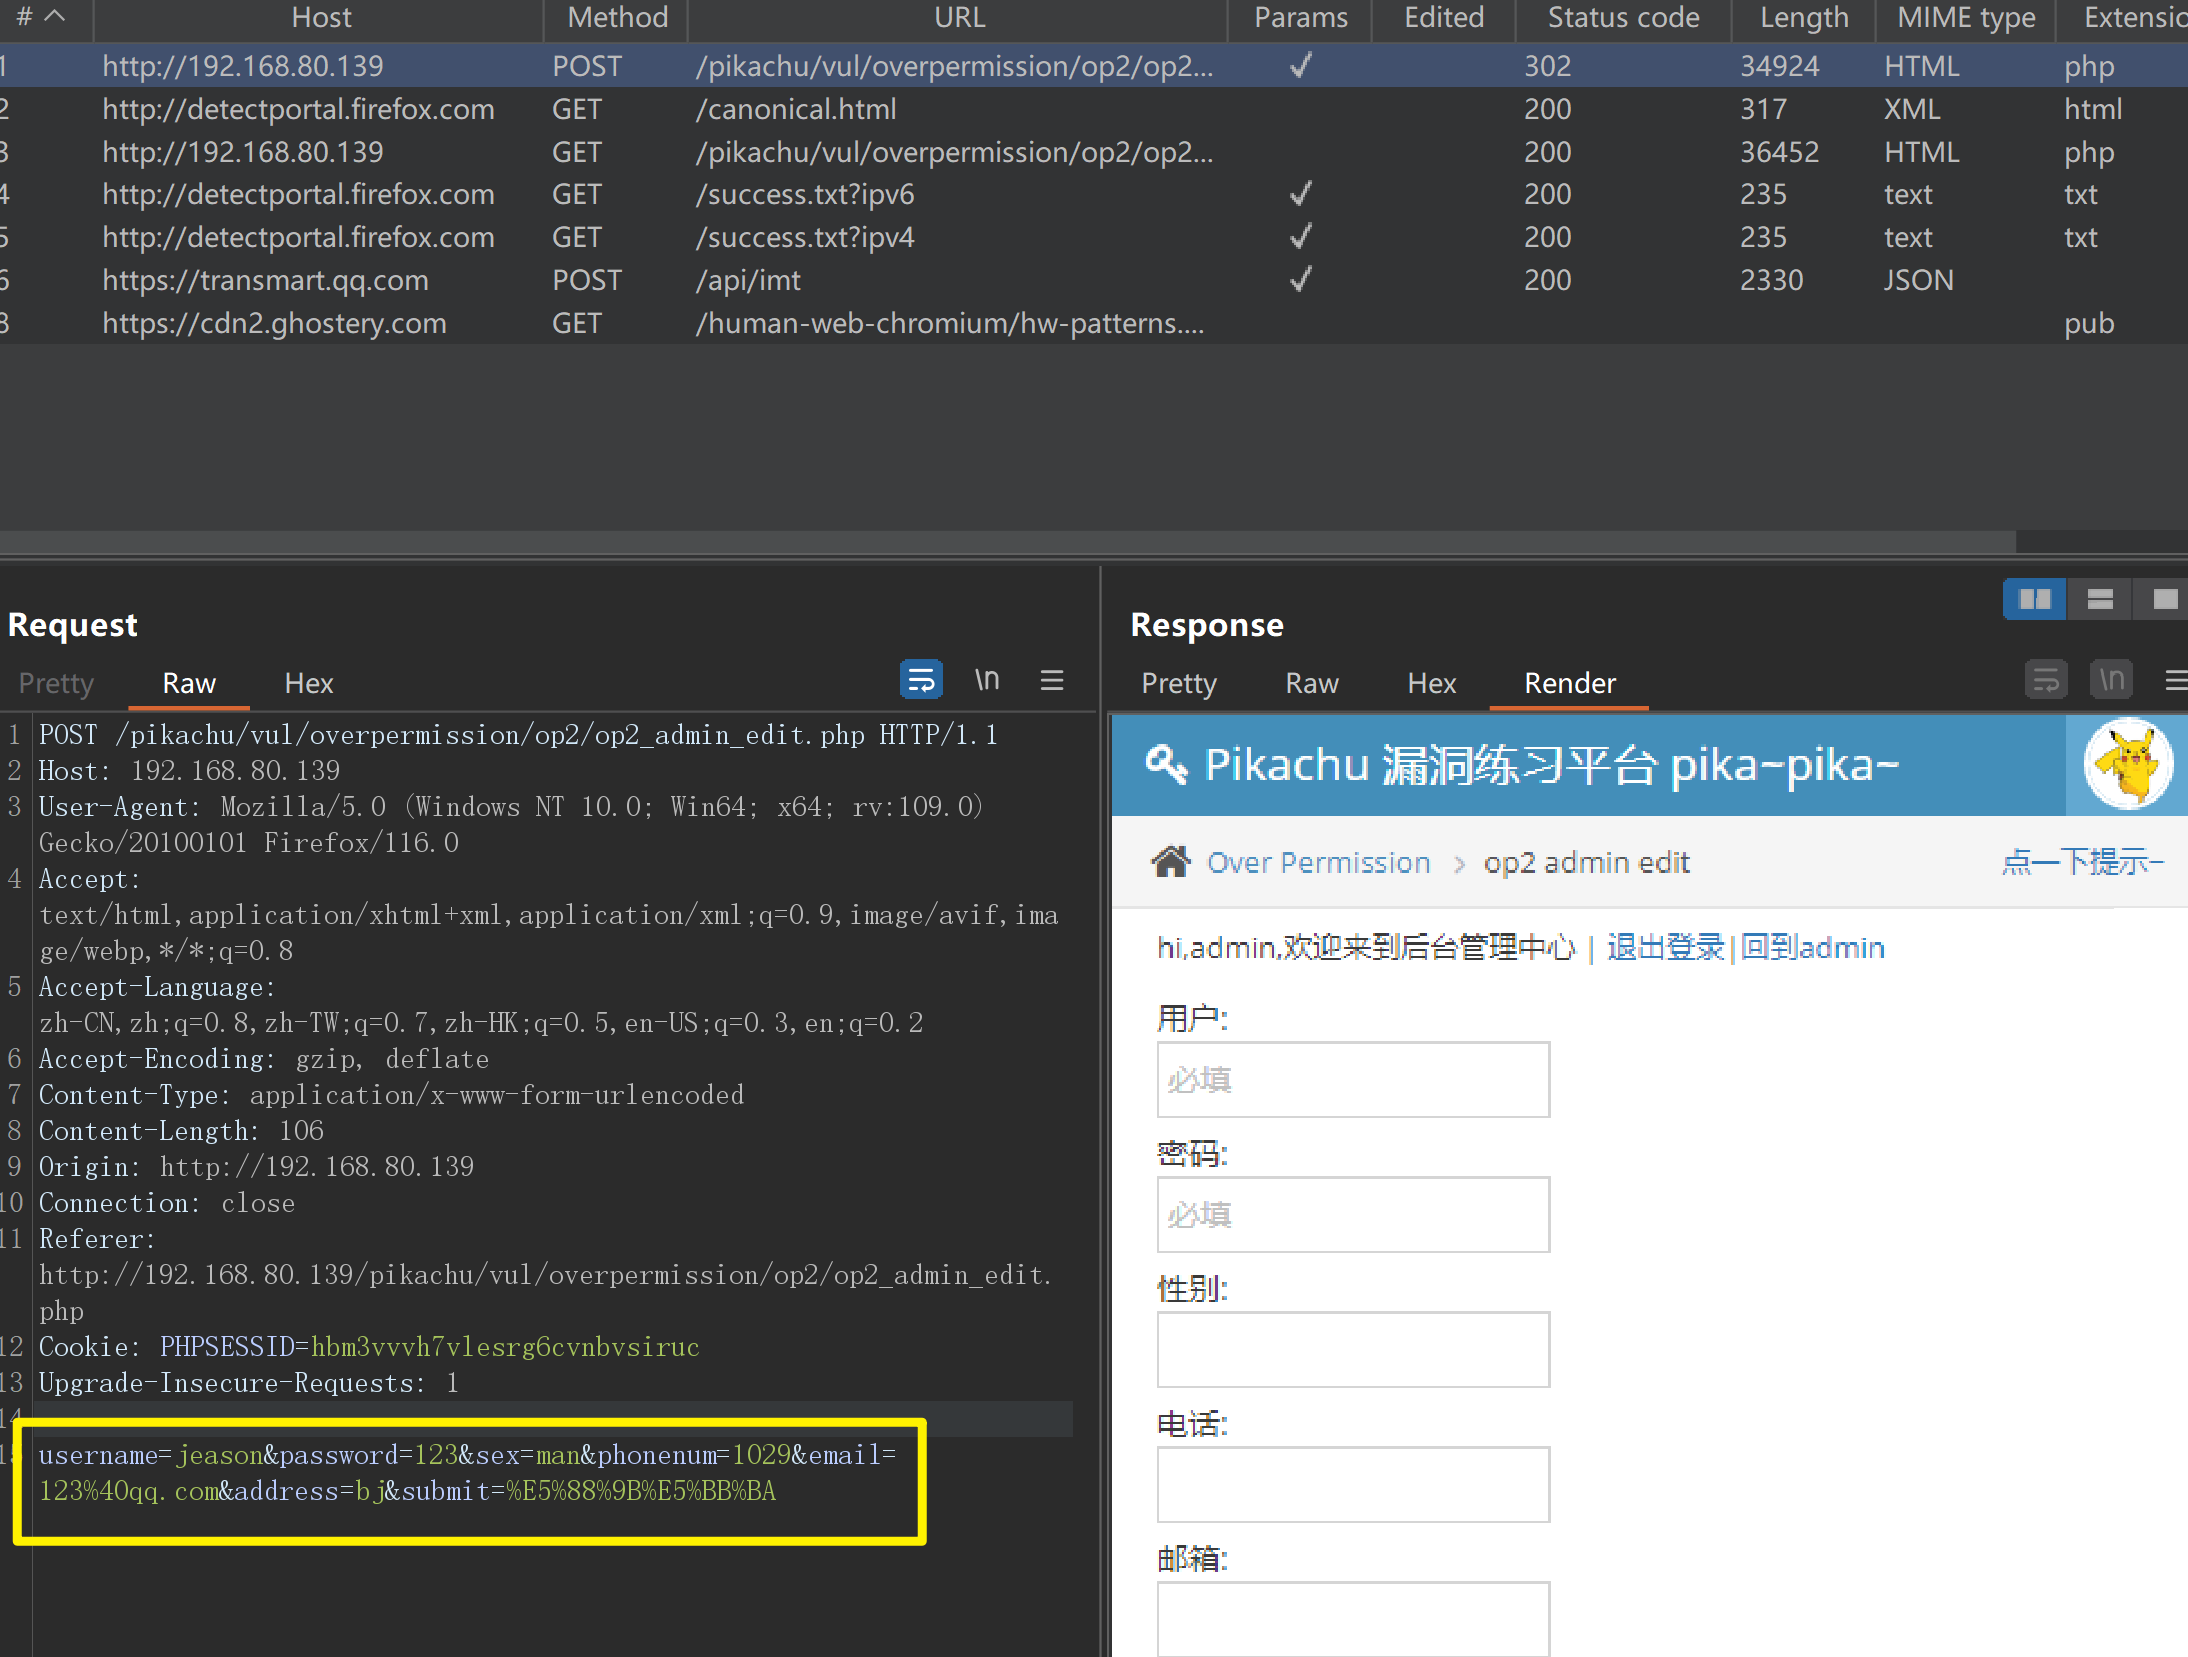 # Host Method URL Params Edited Status code Length MIME type Extensio
1 http://192.168.80.139 POST /pikachu/vul/overpermission/op2/op2... ✓ 302 34924 HTML php
2 http://detectportal.firefox.com GET /canonical.html 200 317 XML html
3 http://192.168.80.139 GET /pikachu/vul/overpermission/op2/op2... 200 36452 HTML php
4 http://detectportal.firefox.com GET /success.txt?ipv6 ✓ 200 235 text txt
5 http://detectportal.firefox.com GET /success.txt?ipv4 ✓ 200 235 text txt
6 https://transmart.qq.com POST /api/imt ✓ 200 2330 JSON
8 https://cdn2.ghostery.com GET /human-web-chromium/hw-patterns.... pub
Request
Pretty Raw Hex \n
1 POST /pikachu/vul/overpermission/op2/op2_admin_edit.php HTTP/1.1
2 Host: 192.168.80.139
3 User-Agent: Mozilla/5.0 (Windows NT 10.0; Win64; x64; rv:109.0)
Gecko/20100101 Firefox/116.0
4 Accept:
text/html,application/xhtml+xml,application/xml;q=0.9,image/avif,ima
ge/webp,*/*;q=0.8
5 Accept-Language:
zh-CN,zh;q=0.8,zh-TW;q=0.7,zh-HK;q=0.5,en-US;q=0.3,en;q=0.2
6 Accept-Encoding: gzip, deflate
7 Content-Type: application/x-www-form-urlencoded
8 Content-Length: 106
9 Origin: http://192.168.80.139
10 Connection: close
11 Referer:
http://192.168.80.139/pikachu/vul/overpermission/op2/op2_admin_edit.
php
12 Cookie: PHPSESSID=hbm3vvvh7vlesrg6cvnbvsiruc
13 Upgrade-Insecure-Requests: 1
14
15 username=jeason&password=123&sex=man&phonenum=1029&email=
123%40qq.com&address=bj&submit=%E5%88%9B%E5%BB%BA
Response
Pretty Raw Hex Render \n
Pikachu 漏洞练习平台 pika~pika~
Over Permission > op2 admin edit 点一下提示~
hi,admin,欢迎来到后台管理中心 | 退出登录|回到admin
用户:
必填
密码:
必填
性别:
电话:
邮箱: